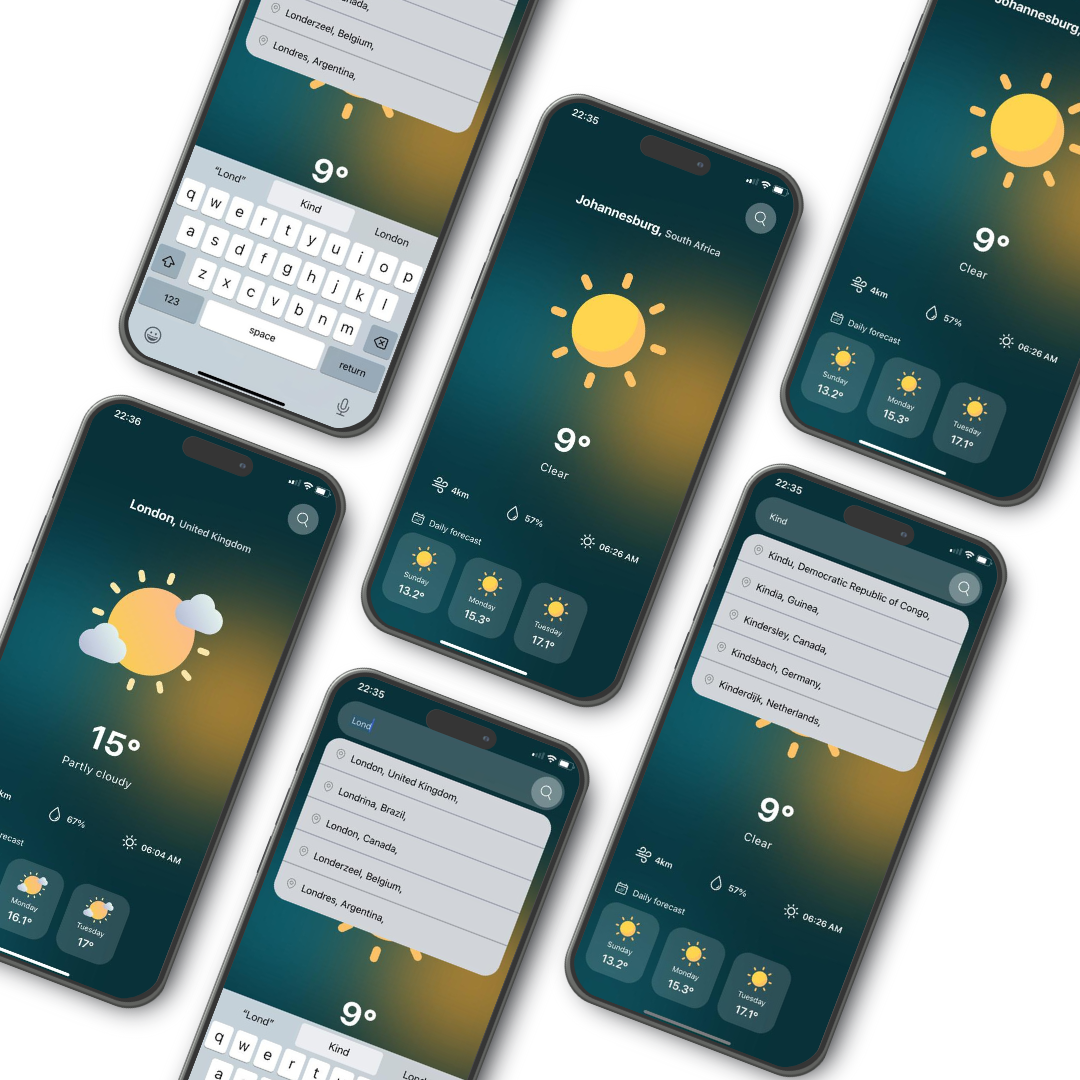 Londerzeel, Belgium,
Londres, Argentina,
9°
"Lond" Kind London
q w e r t y u i o p
a s d f g h j k l
z x c v b n m
123 space return
22:35
Johannesburg, South Africa
9°
Clear
4km 57% 06:26 AM
Daily forecast
Sunday Monday Tuesday
13.2° 15.3° 17.1°
Johannesburg,
9°
Clear
4km 57% 06:26 AM
Daily forecast
Sunday Monday Tuesday
13.2° 15.3° 17.1°
22:36
London, United Kingdom
15°
Partly cloudy
km 67% 06:04 AM
recast
Monday Tuesday
16.1° 17°
22:35
Lond
London, United Kingdom,
Londrina, Brazil,
London, Canada,
Londerzeel, Belgium,
Londres, Argentina,
9°
"Lond" Kind
q w e r t
a
22:35
Kind
Kindu, Democratic Republic of Congo,
Kindia, Guinea,
Kindersley, Canada,
Kindsbach, Germany,
Kinderdijk, Netherlands,
9°
Clear
4km 57% 06:26 AM
Daily forecast
Sunday Monday Tuesday
13.2° 15.3° 17.1°